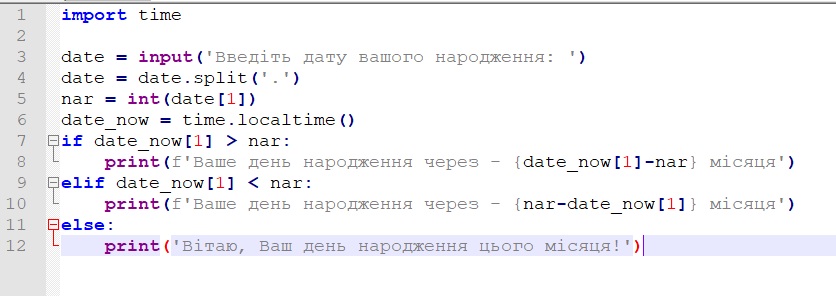 1 import time
2
3 date = input('Введіть дату вашого народження: ')
4 date = date.split('.')
5 nar = int(date[1])
6 date_now = time.localtime()
7 if date_now[1] > nar:
8     print(f'Ваше день народження через - {date_now[1]-nar} місяця')
9 elif date_now[1] < nar:
10     print(f'Ваше день народження через - {nar-date_now[1]} місяця')
11 else:
12     print('Вітаю, Ваш день народження цього місяця!')